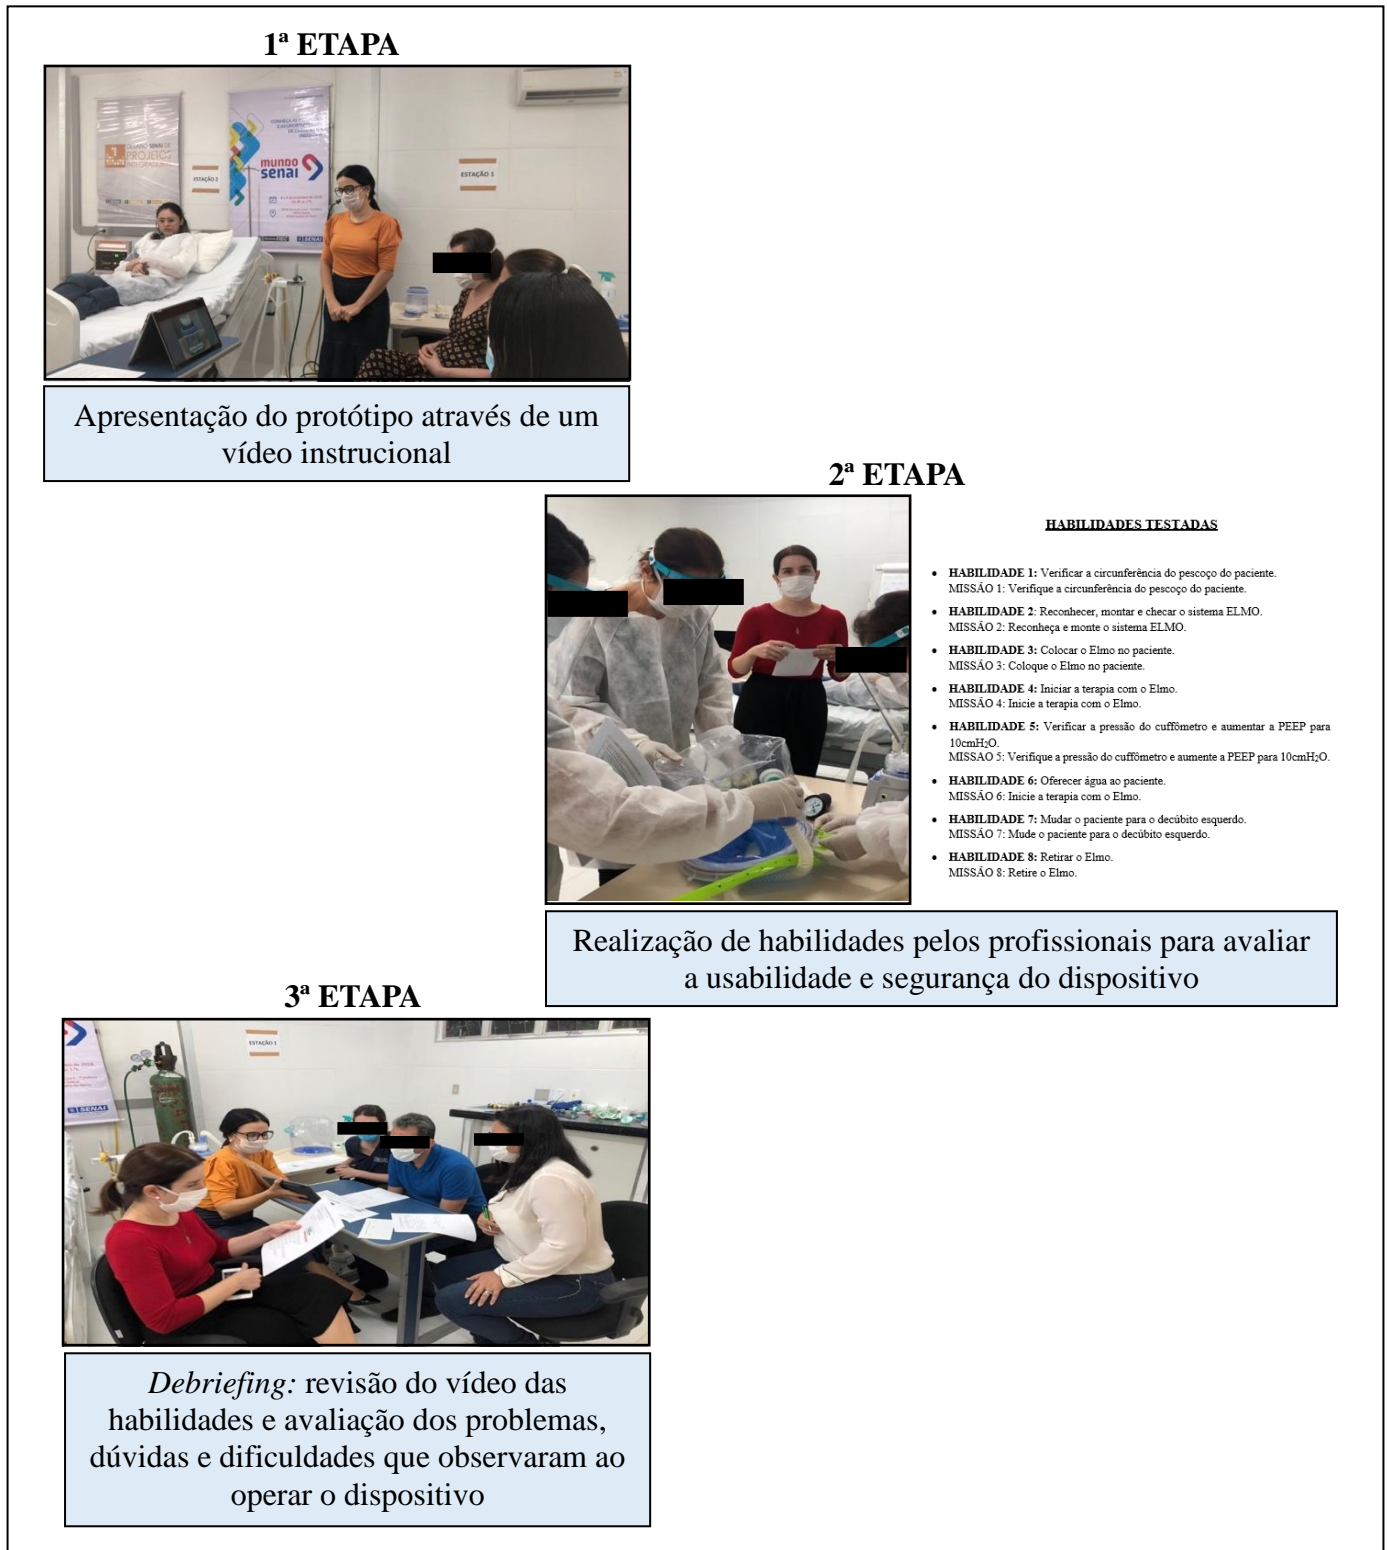 1ª ETAPA
DESAFIO SENAI DE
PROJETOS
INTEGRADORES
ESTAÇÃO 2
mundo
senai
SENAI
ESTAÇÃO 1
Apresentação do protótipo através de um
vídeo instrucional
2ª ETAPA
HABILIDADES TESTADAS
• HABILIDADE 1: Verificar a circunferência do pescoço do paciente.
MISSÃO 1: Verifique a circunferência do pescoço do paciente.
• HABILIDADE 2: Reconhecer, montar e checar o sistema ELMO.
MISSÃO 2: Reconheça e monte o sistema ELMO.
• HABILIDADE 3: Colocar o Elmo no paciente.
MISSÃO 3: Coloque o Elmo no paciente.
• HABILIDADE 4: Iniciar a terapia com o Elmo.
MISSÃO 4: Inicie a terapia com o Elmo.
• HABILIDADE 5: Verificar a pressão do cuffômetro e aumentar a PEEP para
10cmH₂O.
MISSÃO 5: Verifique a pressão do cuffômetro e aumente a PEEP para 10cmH₂O.
• HABILIDADE 6: Oferecer água ao paciente.
MISSÃO 6: Inicie a terapia com o Elmo.
• HABILIDADE 7: Mudar o paciente para o decúbito esquerdo.
MISSÃO 7: Mude o paciente para o decúbito esquerdo.
• HABILIDADE 8: Retirar o Elmo.
MISSÃO 8: Retire o Elmo.
Realização de habilidades pelos profissionais para avaliar
a usabilidade e segurança do dispositivo
3ª ETAPA
ESTAÇÃO 1
SENAI
Debriefing: revisão do vídeo das
habilidades e avaliação dos problemas,
dúvidas e dificuldades que observaram ao
operar o dispositivo